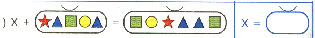 ) X + = X =